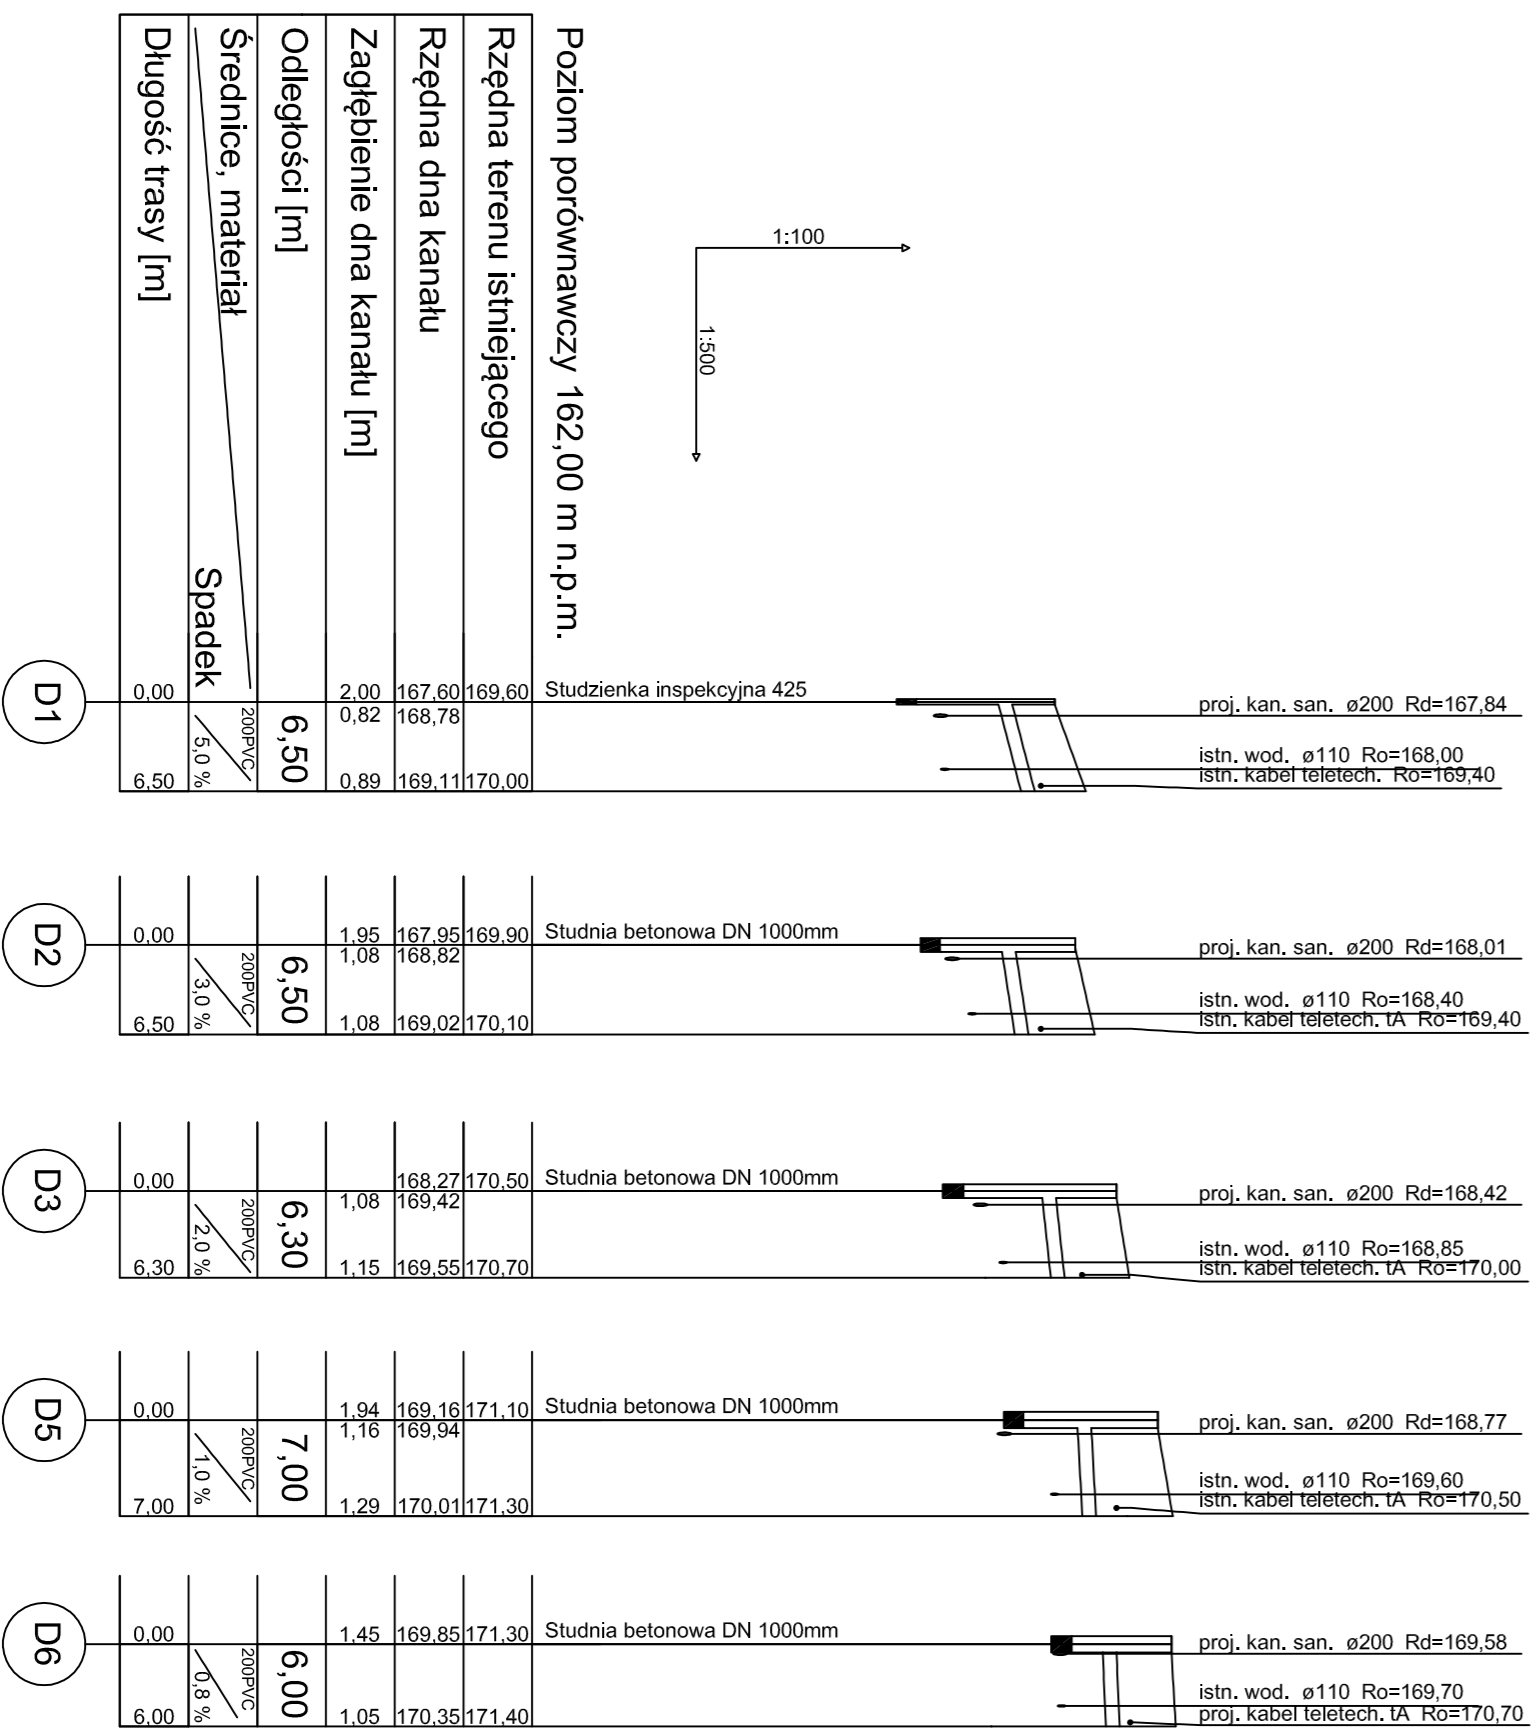 Poziom porównawczy 162,00 m n.p.m.
Rzędna terenu istniejącego
Rzędna dna kanału
Zagłębienie dna kanału [m]
Odległości [m]
Średnice, materiał
Spadek
Długość trasy [m]
1:100
1:500
D1
0,00
2,00 167,60 169,60 Studzienka inspekcyjna 425
0,82 168,78
200PVC
5,0 %
6,50
6,50
0,89 169,11 170,00
proj. kan. san. ø200 Rd=167,84
istn. wod. ø110 Ro=168,00
istn. kabel teletech. Ro=169,40
D2
0,00
1,95 167,95 169,90 Studnia betonowa DN 1000mm
1,08 168,82
200PVC
3,0 %
6,50
6,50
1,08 169,02 170,10
proj. kan. san. ø200 Rd=168,01
istn. wod. ø110 Ro=168,40
istn. kabel teletech. tA Ro=169,40
D3
0,00
168,27 170,50 Studnia betonowa DN 1000mm
1,08 169,42
200PVC
2,0 %
6,30
6,30
1,15 169,55 170,70
proj. kan. san. ø200 Rd=168,42
istn. wod. ø110 Ro=168,85
istn. kabel teletech. tA Ro=170,00
D5
0,00
1,94 169,16 171,10 Studnia betonowa DN 1000mm
1,16 169,94
200PVC
1,0 %
7,00
7,00
1,29 170,01 171,30
proj. kan. san. ø200 Rd=168,77
istn. wod. ø110 Ro=169,60
istn. kabel teletech. tA Ro=170,50
D6
0,00
1,45 169,85 171,30 Studnia betonowa DN 1000mm
200PVC
0,8 %
6,00
6,00
1,05 170,35 171,40
proj. kan. san. ø200 Rd=169,58
istn. wod. ø110 Ro=169,70
proj. kabel teletech. tA Ro=170,70